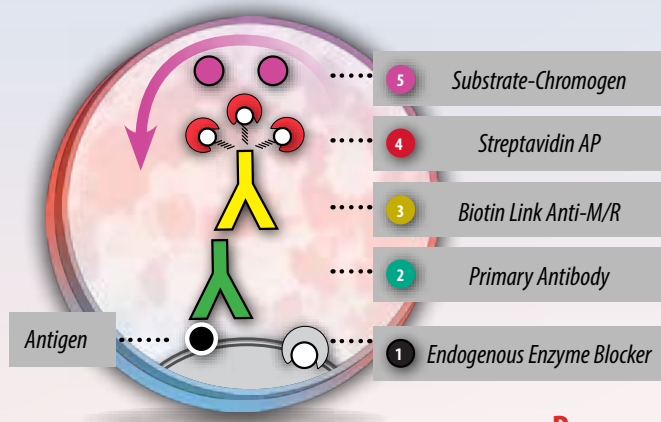 5 Substrate-Chromogen
4 Streptavidin AP
3 Biotin Link Anti-M/R
2 Primary Antibody
Antigen
1 Endogenous Enzyme Blocker